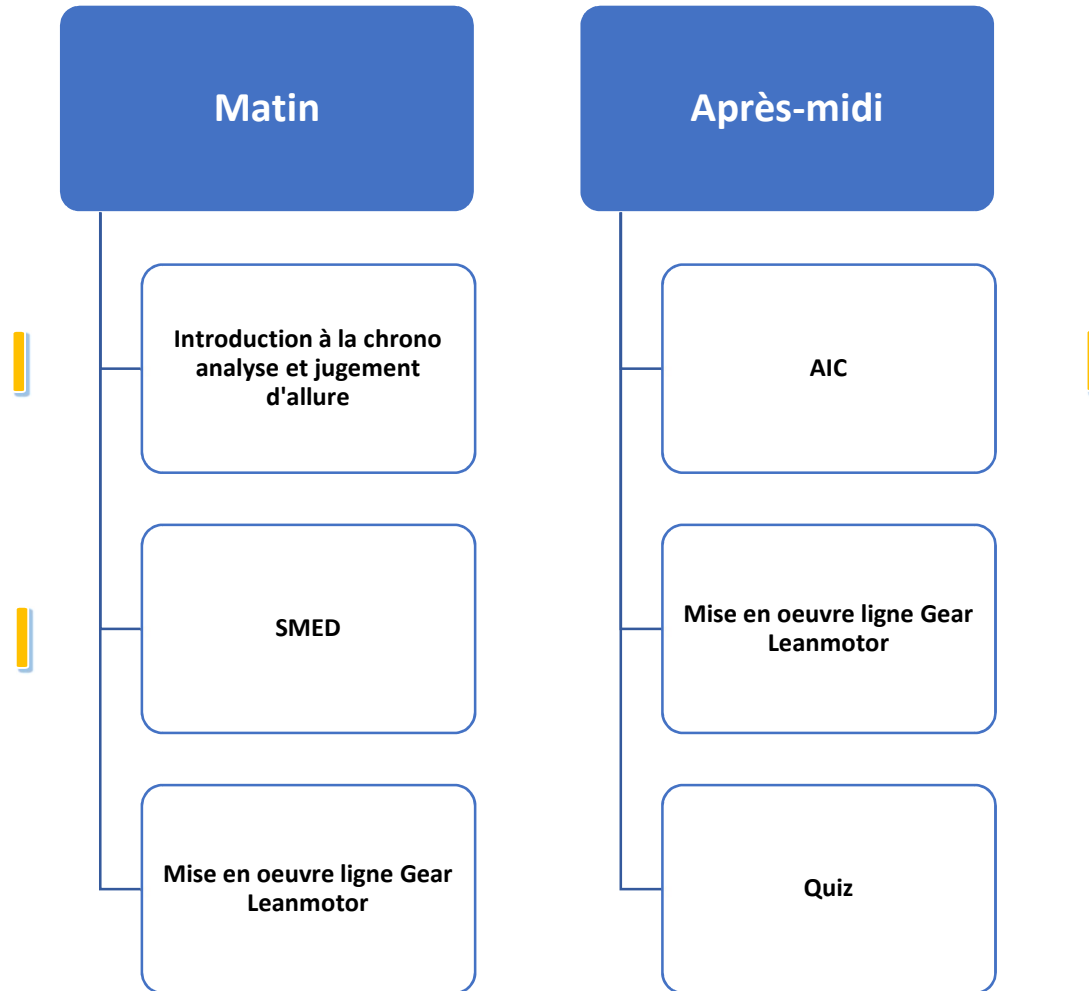 Matin
Introduction à la chrono
analyse et jugement
d'allure
SMED
Mise en oeuvre ligne Gear
Leanmotor
Après-midi
AIC
Mise en oeuvre ligne Gear
Leanmotor
Quiz